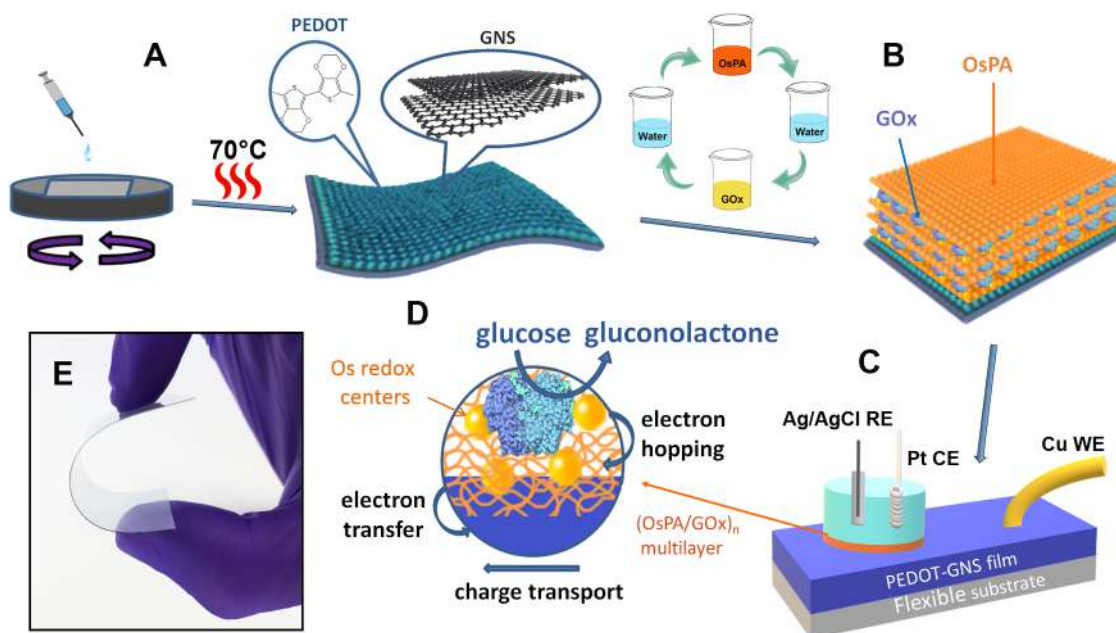 A
PEDOT
GNS
70°C
OsPA
Water
Water
GOx
B
OsPA
GOx
E
D
glucose gluconolactone
Os redox
centers
electron
hopping
electron
transfer
charge transport
(OsPA/GOx)n
multilayer
C
Ag/AgCl RE
Pt CE
Cu WE
PEDOT-GNS film
Flexible substrate
O
O
S
S
O
O